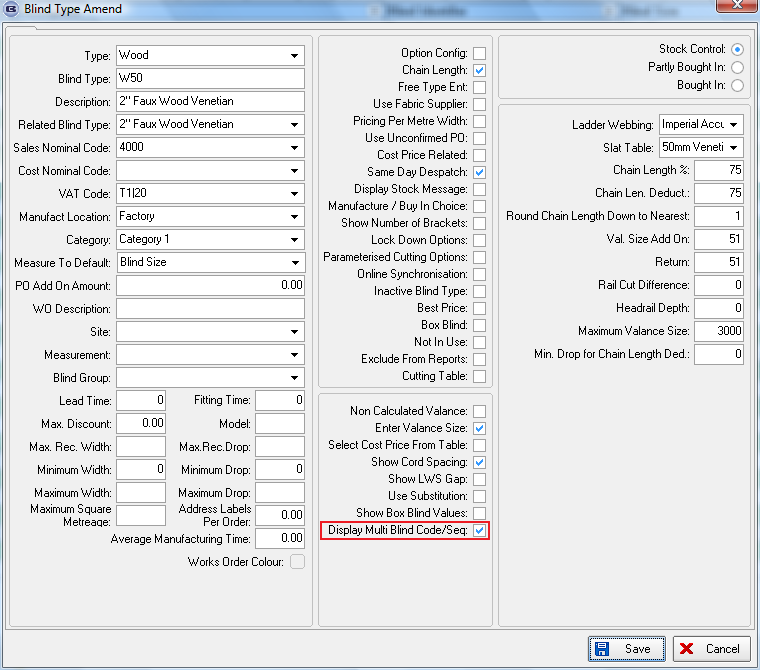 Blind Type Amend
Type: Wood
Blind Type: W50
Description: 2" Faux Wood Venetian
Related Blind Type: 2" Faux Wood Venetian
Sales Nominal Code: 4000
Cost Nominal Code:
VAT Code: T1|20
Manufact Location: Factory
Category: Category 1
Measure To Default: Blind Size
PO Add On Amount: 0.00
WO Description:
Site:
Measurement:
Blind Group:
Lead Time: 0 Fitting Time: 0
Max. Discount: 0.00 Model:
Max. Rec. Width: Max.Rec.Drop:
Minimum Width: 0 Minimum Drop: 0
Maximum Width: Maximum Drop:
Maximum Square Metreage: Address Labels Per Order: 0.00
Average Manufacturing Time: 0.00
Works Order Colour:
Option Config:
Chain Length:
Free Type Ent:
Use Fabric Supplier:
Pricing Per Metre Width:
Use Unconfirmed PO:
Cost Price Related:
Same Day Despatch:
Display Stock Message:
Manufacture / Buy In Choice:
Show Number of Brackets:
Lock Down Options:
Parameterised Cutting Options:
Online Synchronisation:
Inactive Blind Type:
Best Price:
Box Blind:
Not In Use:
Exclude From Reports:
Cutting Table:
Non Calculated Valance:
Enter Valance Size:
Select Cost Price From Table:
Show Cord Spacing:
Show LWS Gap:
Use Substitution:
Show Box Blind Values:
Display Multi Blind Code/Seq:
Stock Control:
Partly Bought In:
Bought In:
Ladder Webbing: Imperial Accu
Slat Table: 50mm Veneti
Chain Length %: 75
Chain Len. Deduct.: 75
Round Chain Length Down to Nearest: 1
Val. Size Add On: 51
Return: 51
Rail Cut Difference: 0
Headrail Depth: 0
Maximum Valance Size: 3000
Min. Drop for Chain Length Ded.: 0
Save Cancel